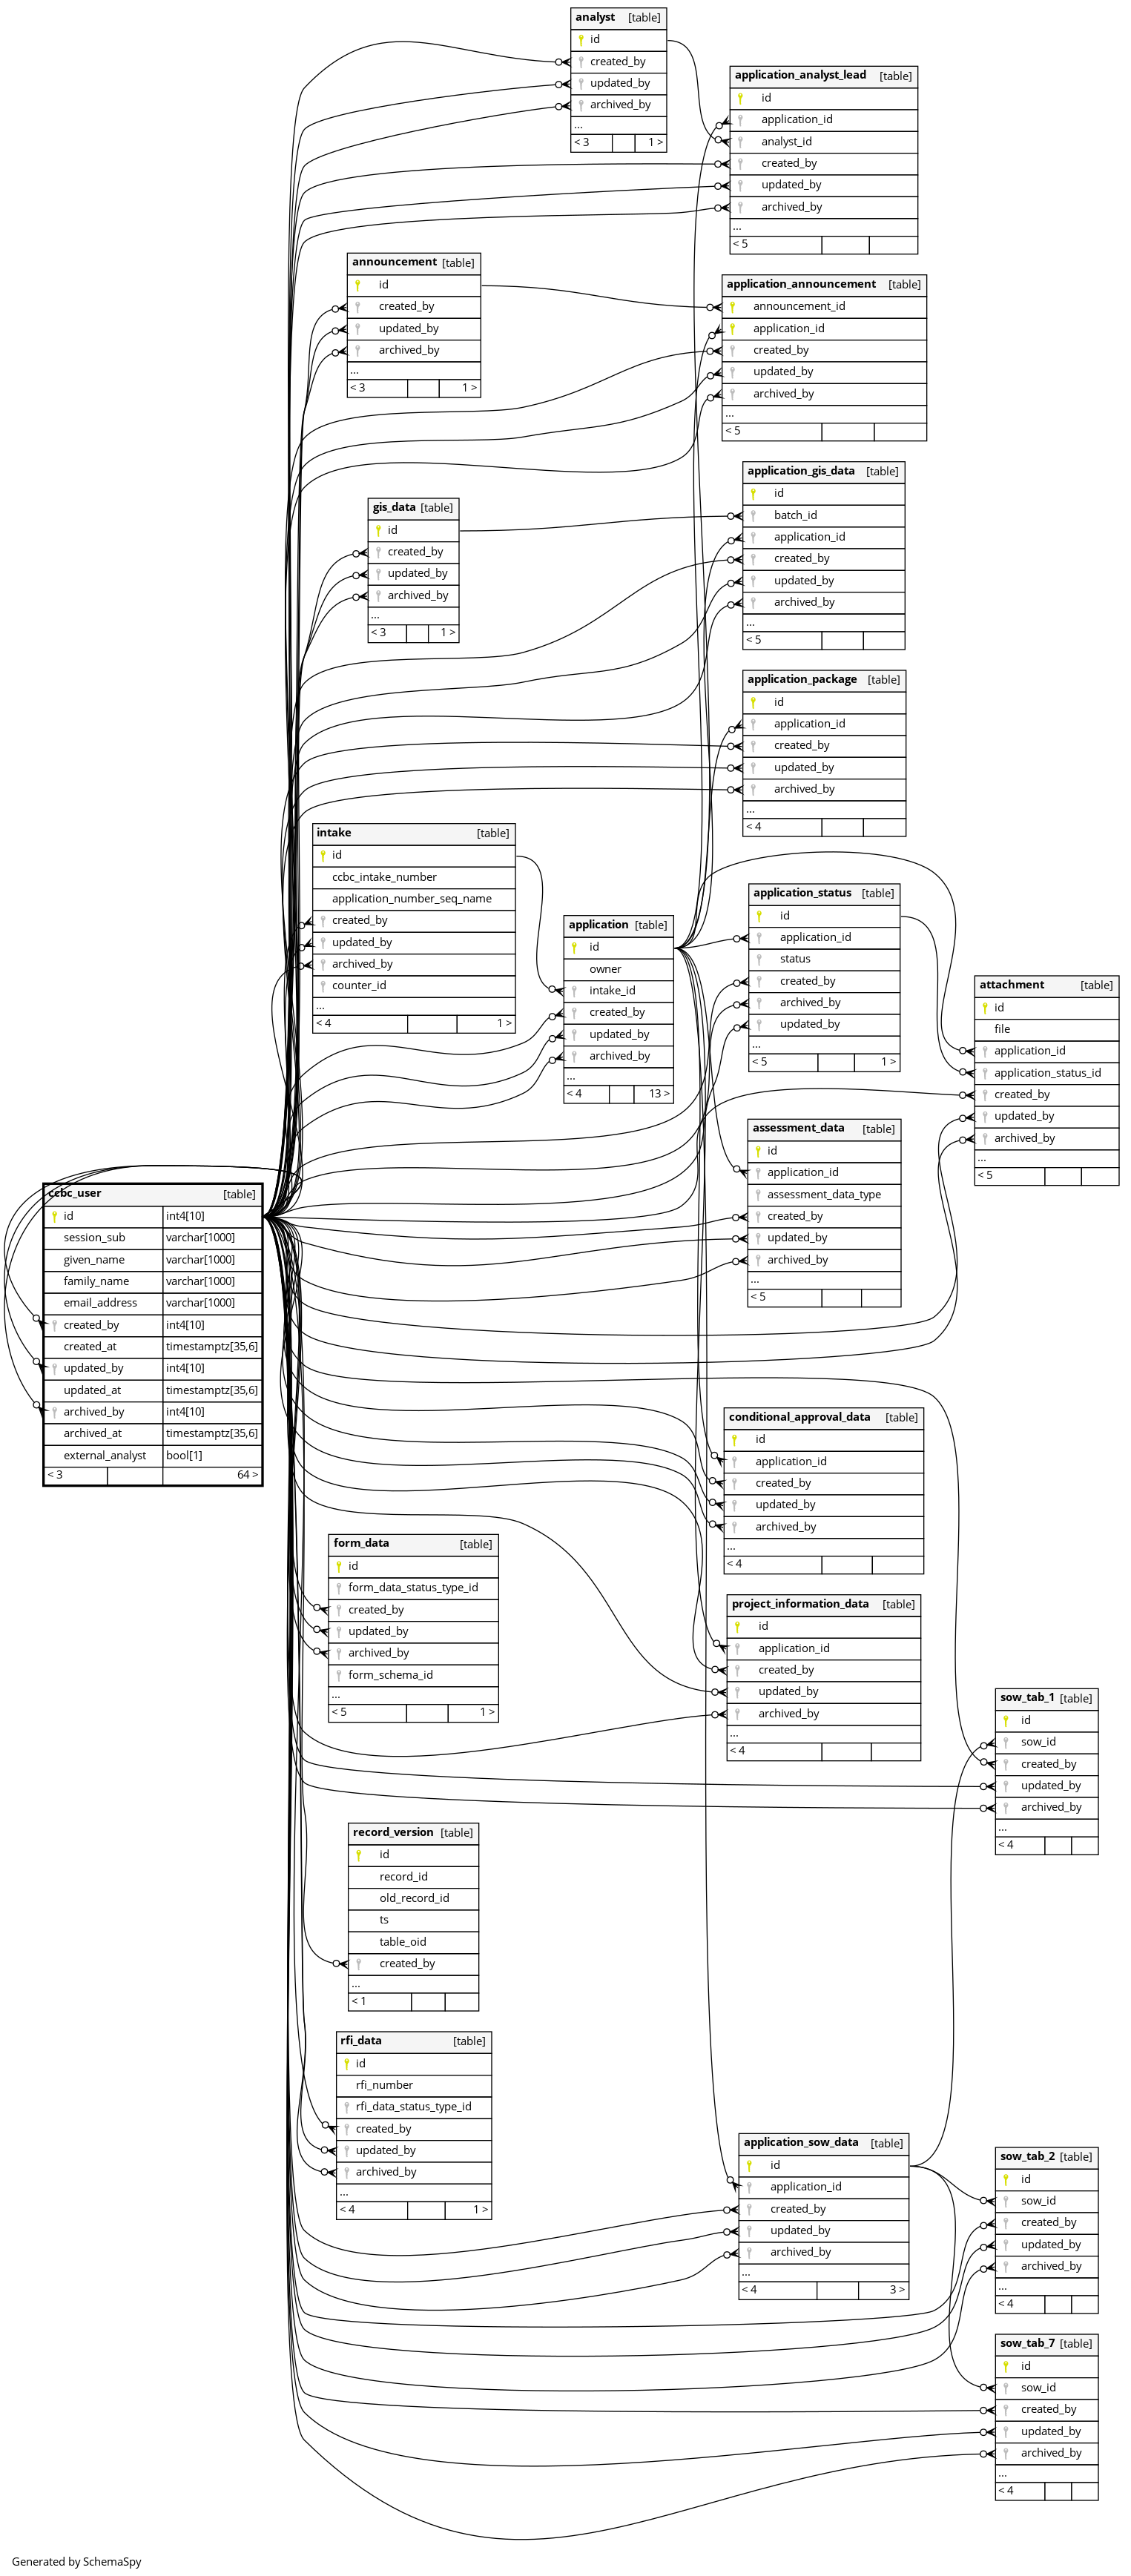 analyst [table]
id
created_by
updated_by
archived_by
...
< 3 1 >
application_analyst_lead [table]
id
application_id
analyst_id
created_by
updated_by
archived_by
...
< 5
announcement [table]
id
created_by
updated_by
archived_by
...
< 3 1 >
application_announcement [table]
announcement_id
application_id
created_by
updated_by
archived_by
...
< 5
application_gis_data [table]
id
batch_id
application_id
created_by
updated_by
archived_by
...
< 5
gis_data [table]
id
created_by
updated_by
archived_by
...
< 3 1 >
application_package [table]
id
application_id
created_by
updated_by
archived_by
...
< 4
intake [table]
id
ccbc_intake_number
application_number_seq_name
created_by
updated_by
archived_by
counter_id
...
< 4 1 >
application [table]
id
owner
intake_id
created_by
updated_by
archived_by
...
< 4 13 >
application_status [table]
id
application_id
status
created_by
archived_by
updated_by
...
< 5 1 >
attachment [table]
id
file
application_id
application_status_id
created_by
updated_by
archived_by
...
< 5
assessment_data [table]
id
application_id
assessment_data_type
created_by
updated_by
archived_by
...
< 5
ccbc_user [table]
id int4[10]
session_sub varchar[1000]
given_name varchar[1000]
family_name varchar[1000]
email_address varchar[1000]
created_by int4[10]
created_at timestamptz[35,6]
updated_by int4[10]
updated_at timestamptz[35,6]
archived_by int4[10]
archived_at timestamptz[35,6]
external_analyst bool[1]
< 3 64 >
conditional_approval_data [table]
id
application_id
created_by
updated_by
archived_by
...
< 4
form_data [table]
id
form_data_status_type_id
created_by
updated_by
archived_by
form_schema_id
...
< 5 1 >
project_information_data [table]
id
application_id
created_by
updated_by
archived_by
...
< 4
sow_tab_1 [table]
id
sow_id
created_by
updated_by
archived_by
...
< 4
record_version [table]
id
record_id
old_record_id
ts
table_oid
created_by
...
< 1
rfi_data [table]
id
rfi_number
rfi_data_status_type_id
created_by
updated_by
archived_by
...
< 4 1 >
application_sow_data [table]
id
application_id
created_by
updated_by
archived_by
...
< 4 3 >
sow_tab_2 [table]
id
sow_id
created_by
updated_by
archived_by
...
< 4
sow_tab_7 [table]
id
sow_id
created_by
updated_by
archived_by
...
< 4
Generated by SchemaSpy